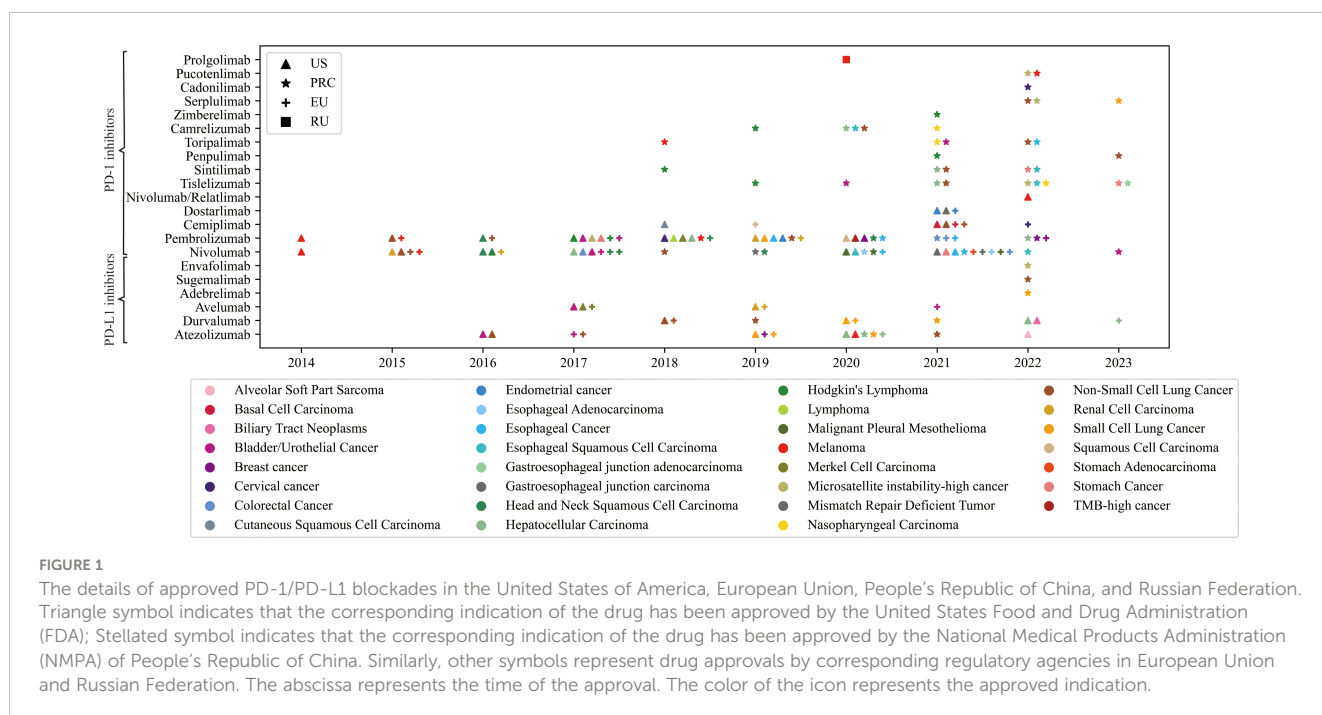 US
PRC
EU
RU
PD-1 inhibitors
PD-L1 inhibitors
Prolgolimab
Pucotenlimab
Cadonilimab
Serplulimab
Zimberelimab
Camrelizumab
Toripalimab
Penpulimab
Sintilimab
Tislelizumab
Nivolumab/Relatlimab
Dostarlimab
Cemiplimab
Pembrolizumab
Nivolumab
Envafolimab
Sugemalimab
Adebrelimab
Avelumab
Durvalumab
Atezolizumab
2014 2015 2016 2017 2018 2019 2020 2021 2022 2023
Alveolar Soft Part Sarcoma
Basal Cell Carcinoma
Biliary Tract Neoplasms
Bladder/Urothelial Cancer
Breast cancer
Cervical cancer
Colorectal Cancer
Cutaneous Squamous Cell Carcinoma
Endometrial cancer
Esophageal Adenocarcinoma
Esophageal Cancer
Esophageal Squamous Cell Carcinoma
Gastroesophageal junction adenocarcinoma
Gastroesophageal junction carcinoma
Head and Neck Squamous Cell Carcinoma
Hepatocellular Carcinoma
Hodgkin's Lymphoma
Lymphoma
Malignant Pleural Mesothelioma
Melanoma
Merkel Cell Carcinoma
Microsatellite instability-high cancer
Mismatch Repair Deficient Tumor
Nasopharyngeal Carcinoma
Non-Small Cell Lung Cancer
Renal Cell Carcinoma
Small Cell Lung Cancer
Squamous Cell Carcinoma
Stomach Adenocarcinoma
Stomach Cancer
TMB-high cancer
FIGURE 1
The details of approved PD-1/PD-L1 blockades in the United States of America, European Union, People's Republic of China, and Russian Federation.
Triangle symbol indicates that the corresponding indication of the drug has been approved by the United States Food and Drug Administration
(FDA); Stellated symbol indicates that the corresponding indication of the drug has been approved by the National Medical Products Administration
(NMPA) of People's Republic of China. Similarly, other symbols represent drug approvals by corresponding regulatory agencies in European Union
and Russian Federation. The abscissa represents the time of the approval. The color of the icon represents the approved indication.